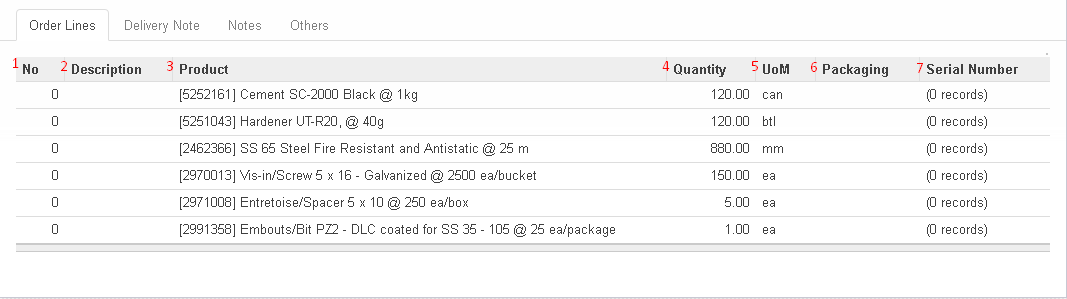 Order Lines Delivery Note Notes Others
1 No 2 Description 3 Product 4 Quantity 5 UoM 6 Packaging 7 Serial Number
0 [5252161] Cement SC-2000 Black @ 1kg 120.00 can (0 records)
0 [5251043] Hardener UT-R20, @ 40g 120.00 btl (0 records)
0 [2462366] SS 65 Steel Fire Resistant and Antistatic @ 25 m 880.00 mm (0 records)
0 [2970013] Vis-in/Screw 5 x 16 - Galvanized @ 2500 ea/bucket 150.00 ea (0 records)
0 [2971008] Entretoise/Spacer 5 x 10 @ 250 ea/box 5.00 ea (0 records)
0 [2991358] Embouts/Bit PZ2 - DLC coated for SS 35 - 105 @ 25 ea/package 1.00 ea (0 records)